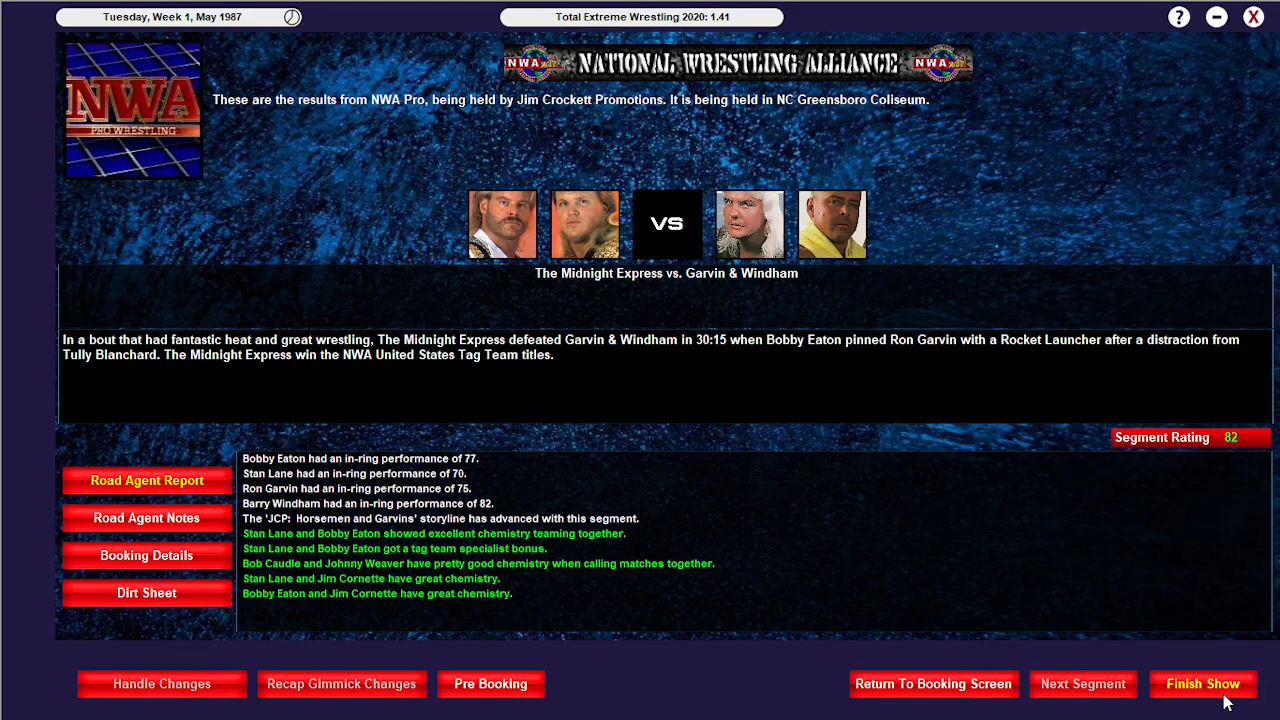 Tuesday, Week 1, May 1987
Total Extreme Wrestling 2020: 1.41
?
X
NWA
PRO WRESTLING
NWA
NATIONAL WRESTLING ALLIANCE
NWA
These are the results from NWA Pro, being held by Jim Crockett Promotions. It is being held in NC Greensboro Coliseum.
VS
The Midnight Express vs. Garvin & Windham
In a bout that had fantastic heat and great wrestling, The Midnight Express defeated Garvin & Windham in 30:15 when Bobby Eaton pinned Ron Garvin with a Rocket Launcher after a distraction from
Tully Blanchard. The Midnight Express win the NWA United States Tag Team titles.
Segment Rating 82
Road Agent Report
Road Agent Notes
Booking Details
Dirt Sheet
Bobby Eaton had an in-ring performance of 77.
Stan Lane had an in-ring performance of 70.
Ron Garvin had an in-ring performance of 75.
Barry Windham had an in-ring performance of 82.
The 'JCP: Horsemen and Garvins' storyline has advanced with this segment.
Stan Lane and Bobby Eaton showed excellent chemistry teaming together.
Stan Lane and Bobby Eaton got a tag team specialist bonus.
Bob Caudle and Johnny Weaver have pretty good chemistry when calling matches together.
Stan Lane and Jim Cornette have great chemistry.
Bobby Eaton and Jim Cornette have great chemistry.
Handle Changes
Recap Gimmick Changes
Pre Booking
Return To Booking Screen
Next Segment
Finish Show